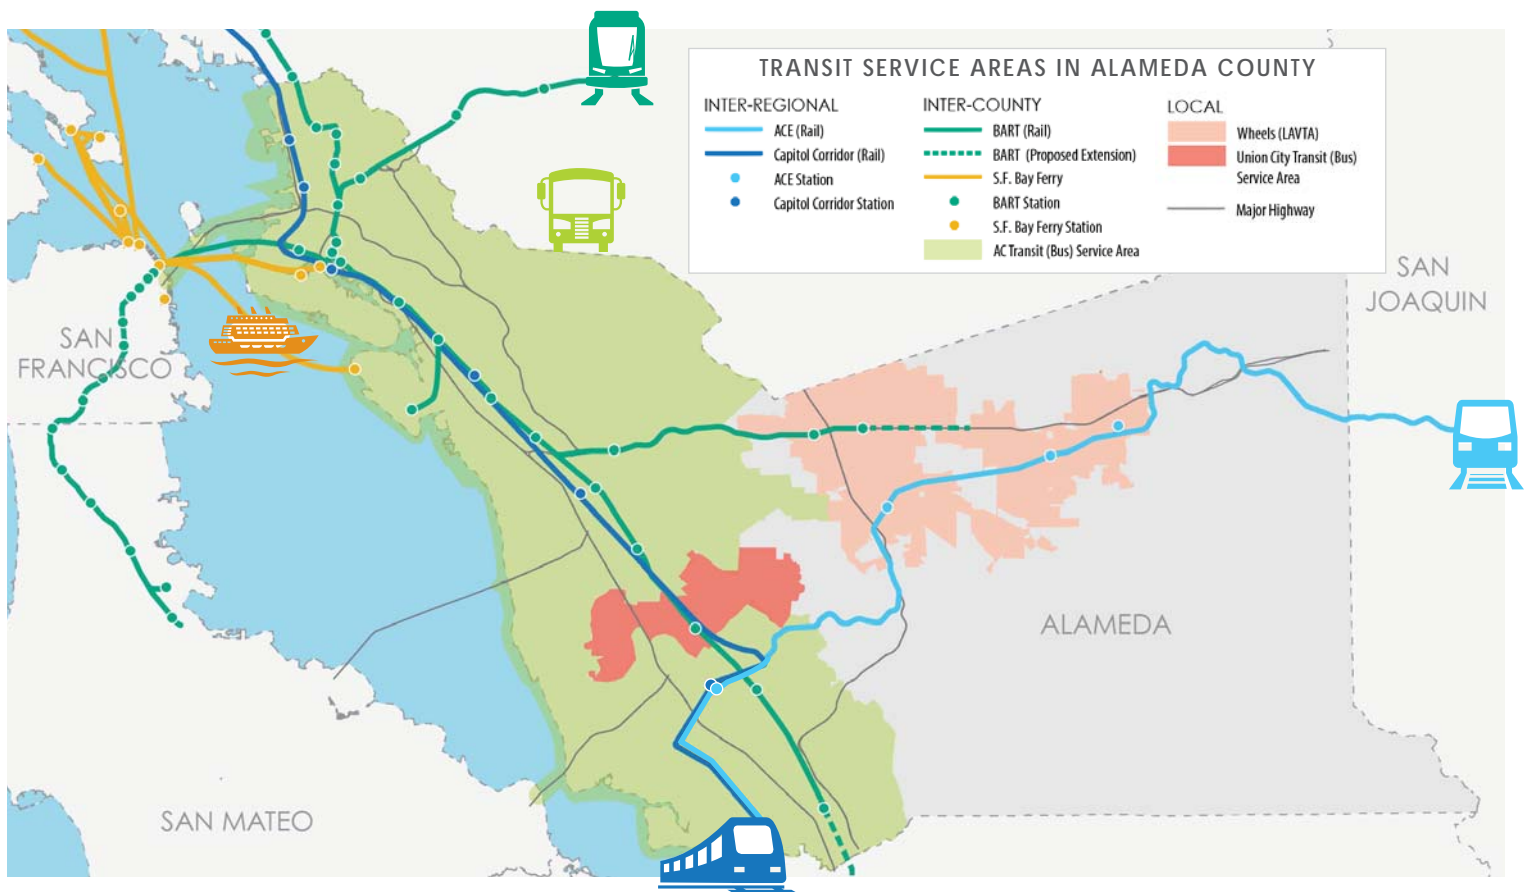 TRANSIT SERVICE AREAS IN ALAMEDA COUNTY
INTER-REGIONAL
ACE (Rail)
Capitol Corridor (Rail)
ACE Station
Capitol Corridor Station
INTER-COUNTY
BART (Rail)
BART (Proposed Extension)
S.F. Bay Ferry
BART Station
S.F. Bay Ferry Station
AC Transit (Bus) Service Area
LOCAL
Wheels (LAVTA)
Union City Transit (Bus)
Service Area
Major Highway
SAN
JOAQUIN
SAN
FRANCISCO
ALAMEDA
SAN MATEO